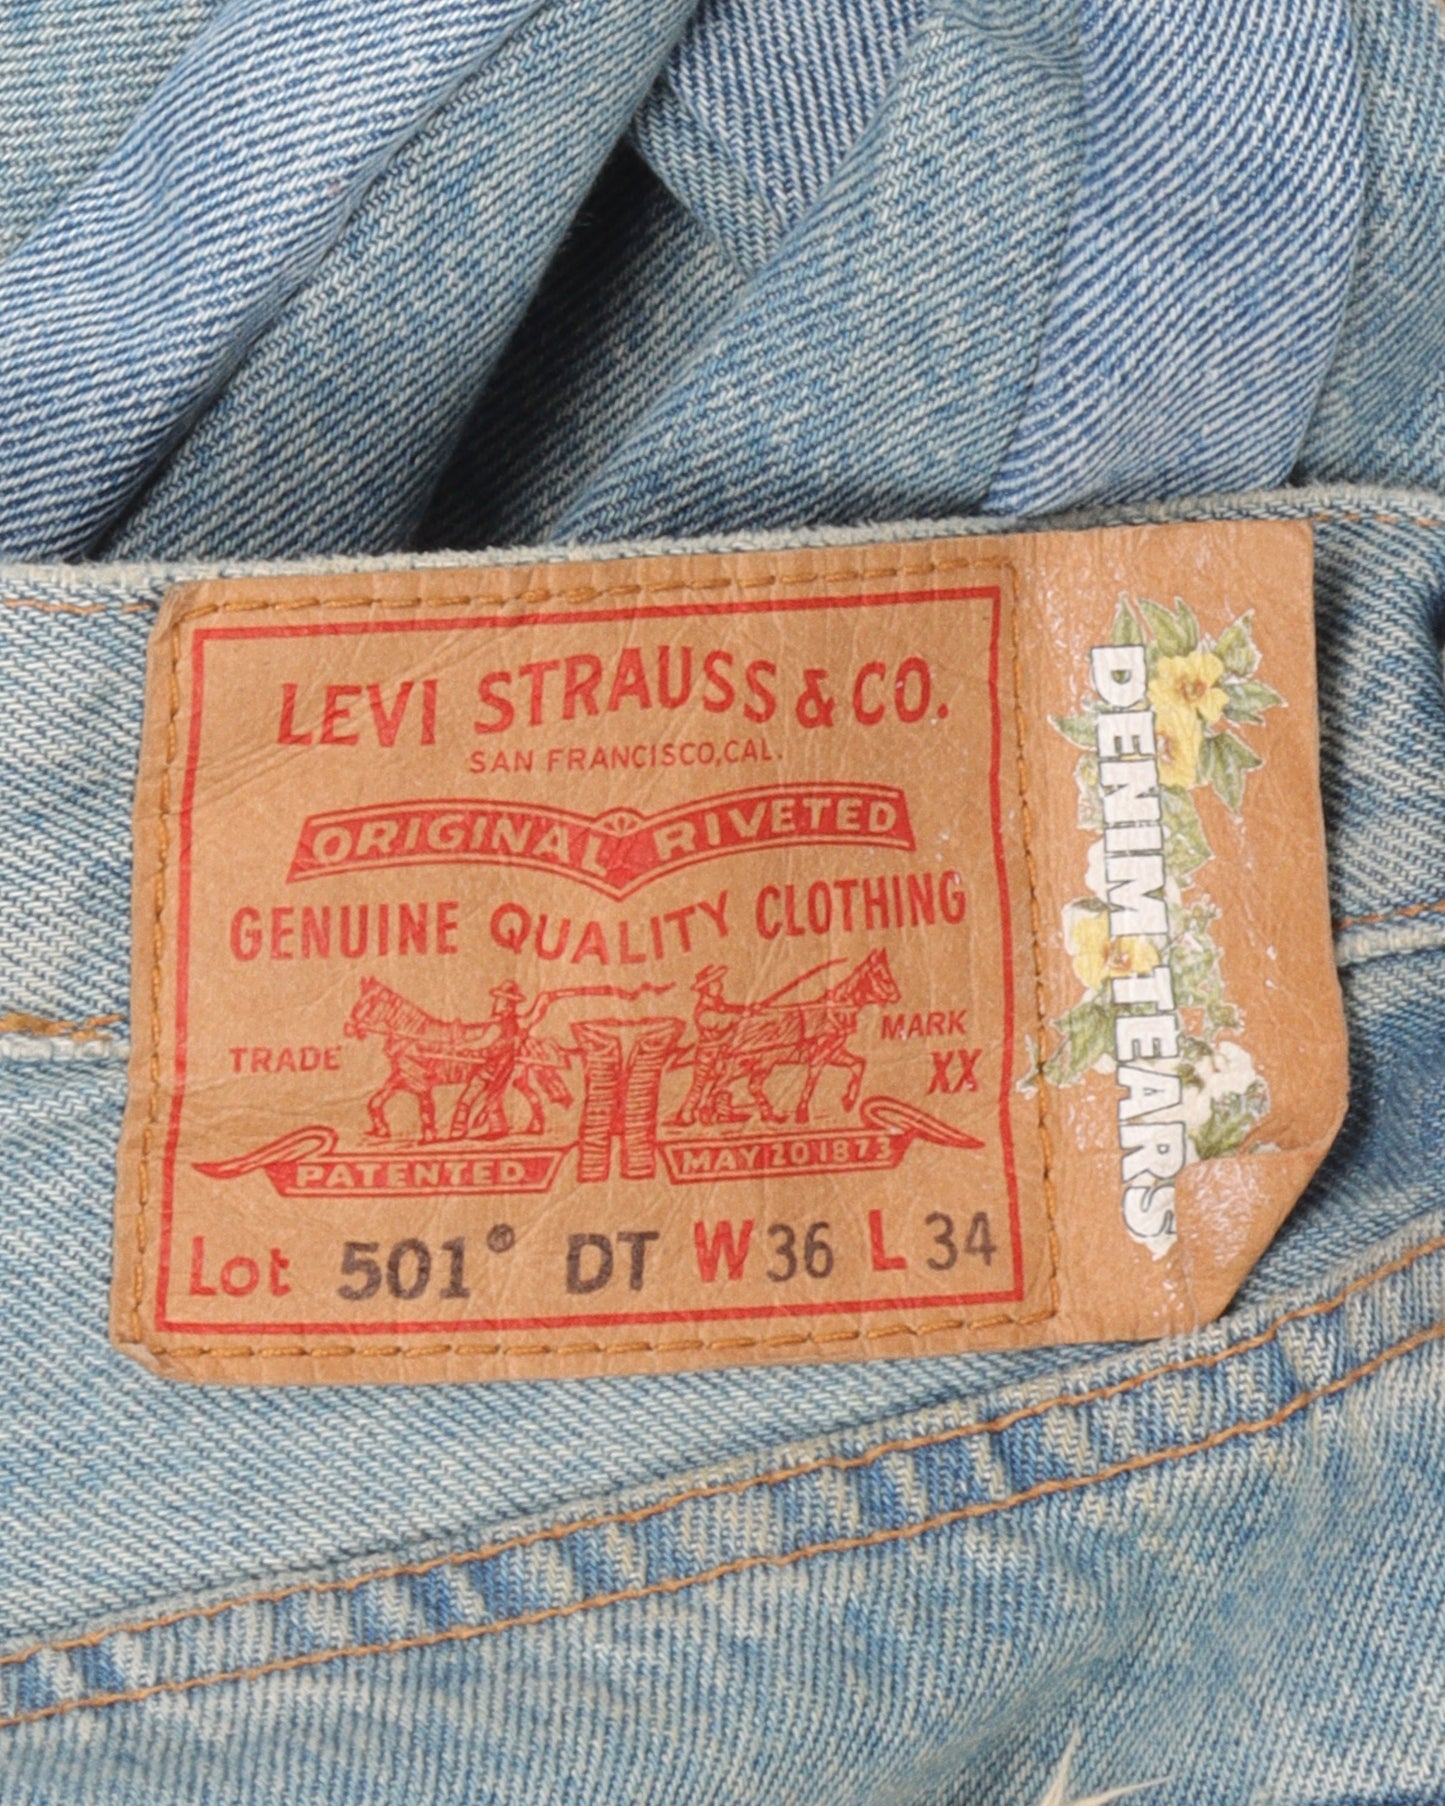 LEVI STRAUSS & CO.
SAN FRANCISCO, CAL.
ORIGINAL RIVETED
GENUINE QUALITY CLOTHING
TRADE MARK
XX
PATENTED MAY 20 1873
Lot 501® DT W 36 L 34
DENIM TEARS